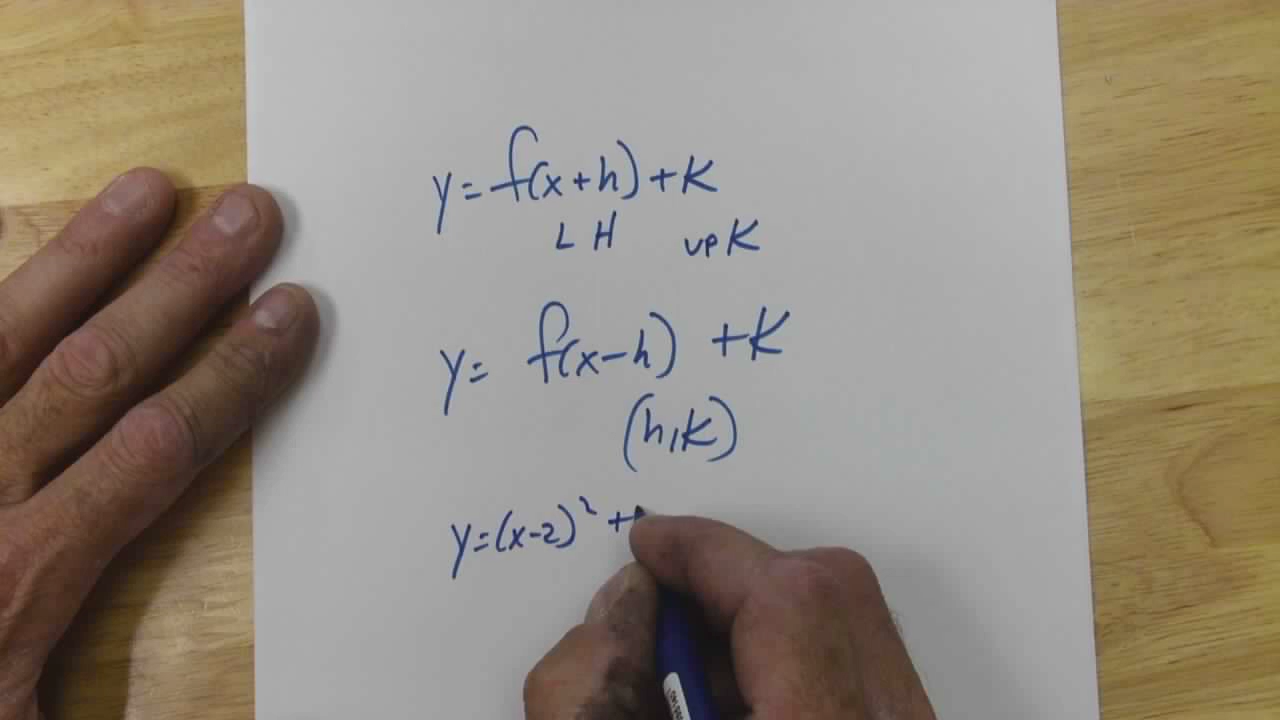 y=f(x+h)+K
L H up K
y= f(x-h) +K
(h,K)
y=(x-2)² +